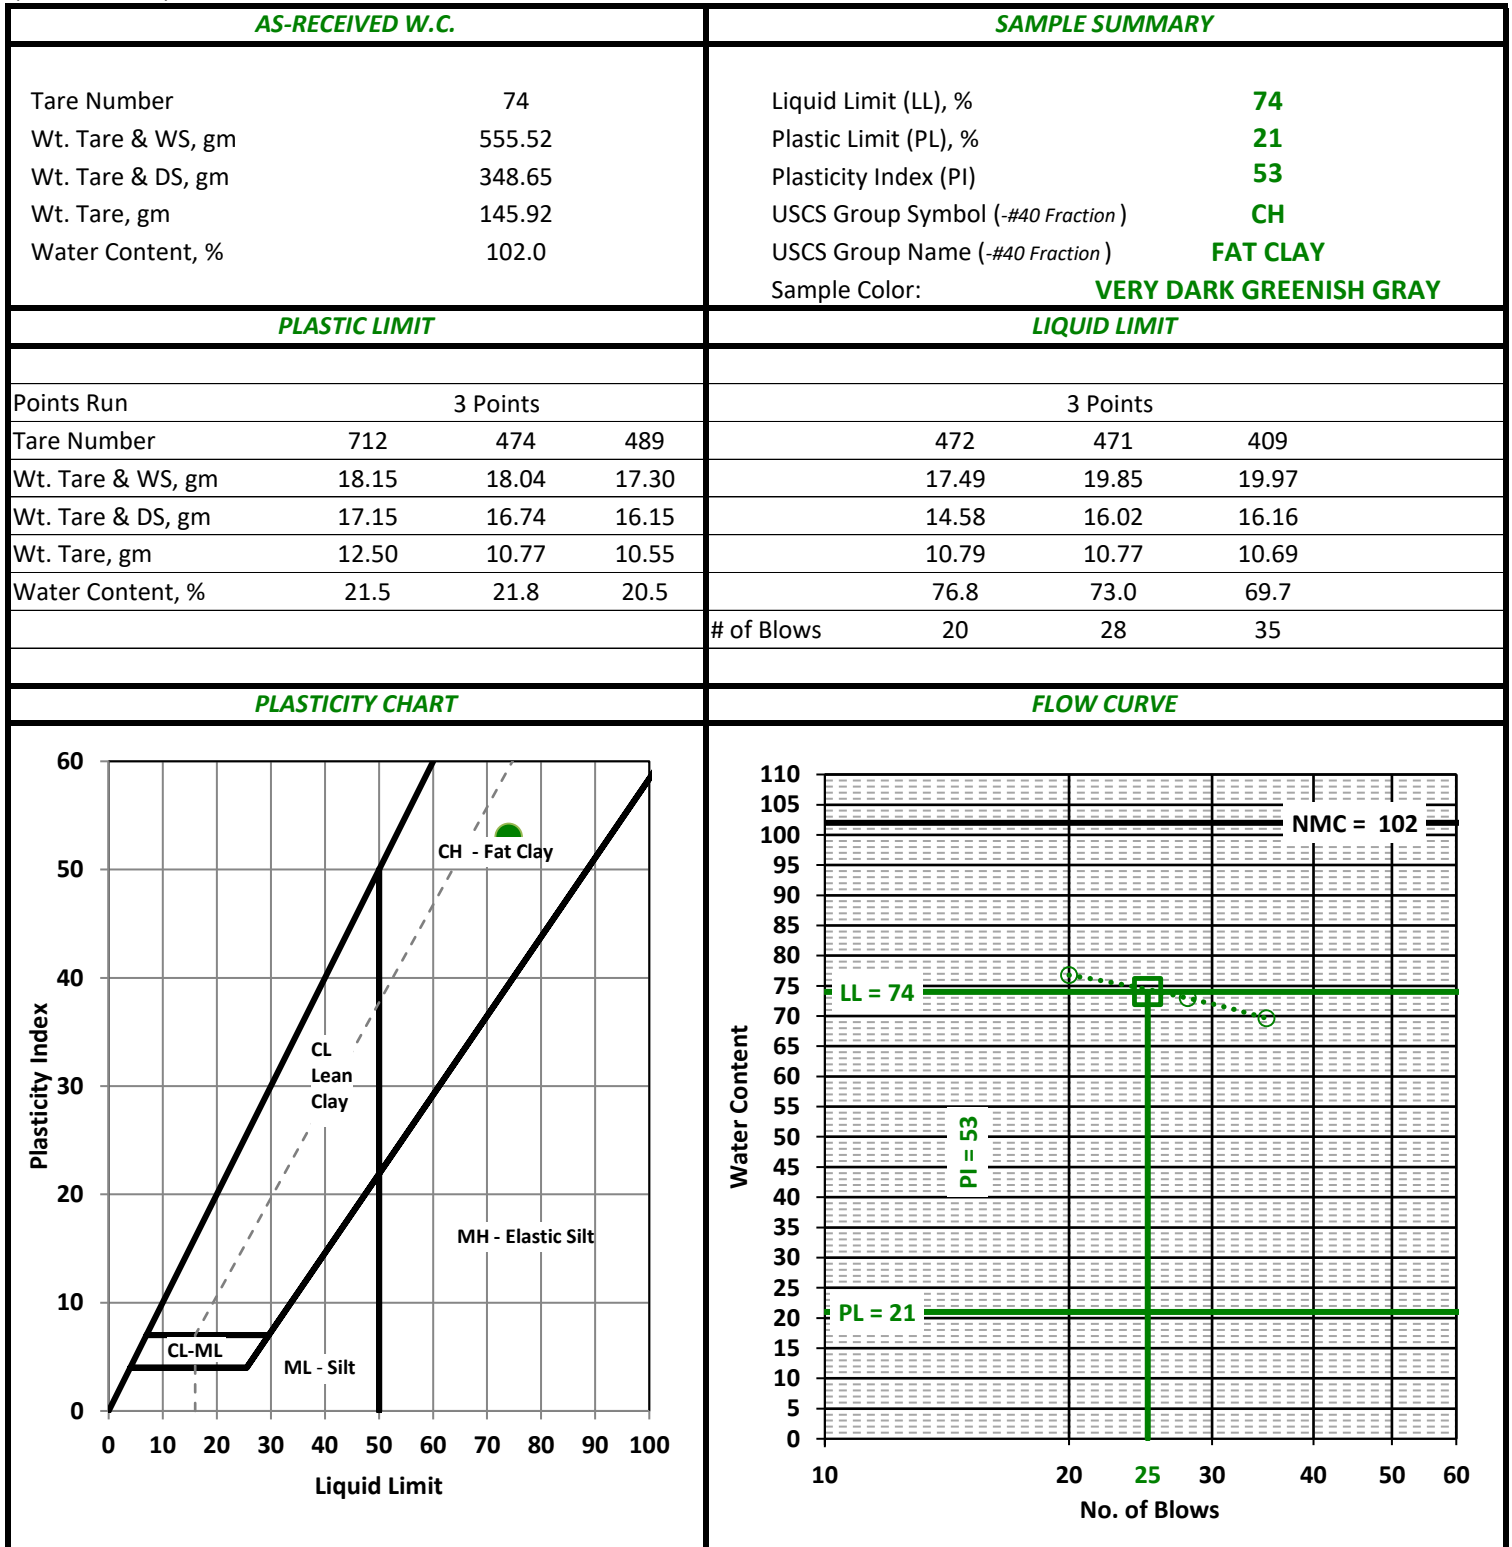 AS-RECEIVED W.C.
Tare Number 74
Wt. Tare & WS, gm 555.52
Wt. Tare & DS, gm 348.65
Wt. Tare, gm 145.92
Water Content, % 102.0
SAMPLE SUMMARY
Liquid Limit (LL), % 74
Plastic Limit (PL), % 21
Plasticity Index (PI) 53
USCS Group Symbol (-#40 Fraction ) CH
USCS Group Name (-#40 Fraction ) FAT CLAY
Sample Color: VERY DARK GREENISH GRAY
PLASTIC LIMIT
Points Run 3 Points
Tare Number 712 474 489
Wt. Tare & WS, gm 18.15 18.04 17.30
Wt. Tare & DS, gm 17.15 16.74 16.15
Wt. Tare, gm 12.50 10.77 10.55
Water Content, % 21.5 21.8 20.5
LIQUID LIMIT
3 Points
472 471 409
17.49 19.85 19.97
14.58 16.02 16.16
10.79 10.77 10.69
76.8 73.0 69.7
# of Blows 20 28 35
PLASTICITY CHART
60
50
40
30
20
10
0
Plasticity Index
CH - Fat Clay
CL
Lean
Clay
MH - Elastic Silt
CL-ML
ML - Silt
0 10 20 30 40 50 60 70 80 90 100
Liquid Limit
FLOW CURVE
110
105
100
95
90
85
80
75
70
65
60
55
50
45
40
35
30
25
20
15
10
5
0
Water Content
NMC = 102
LL = 74
PI = 53
PL = 21
10 20 25 30 40 50 60
No. of Blows